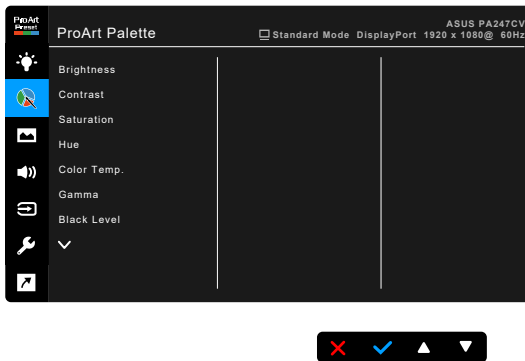 ProArt
Preset
ProArt Palette
ASUS PA247CV
Standard Mode DisplayPort 1920 x 1080@ 60Hz
Brightness
Contrast
Saturation
Hue
Color Temp.
Gamma
Black Level